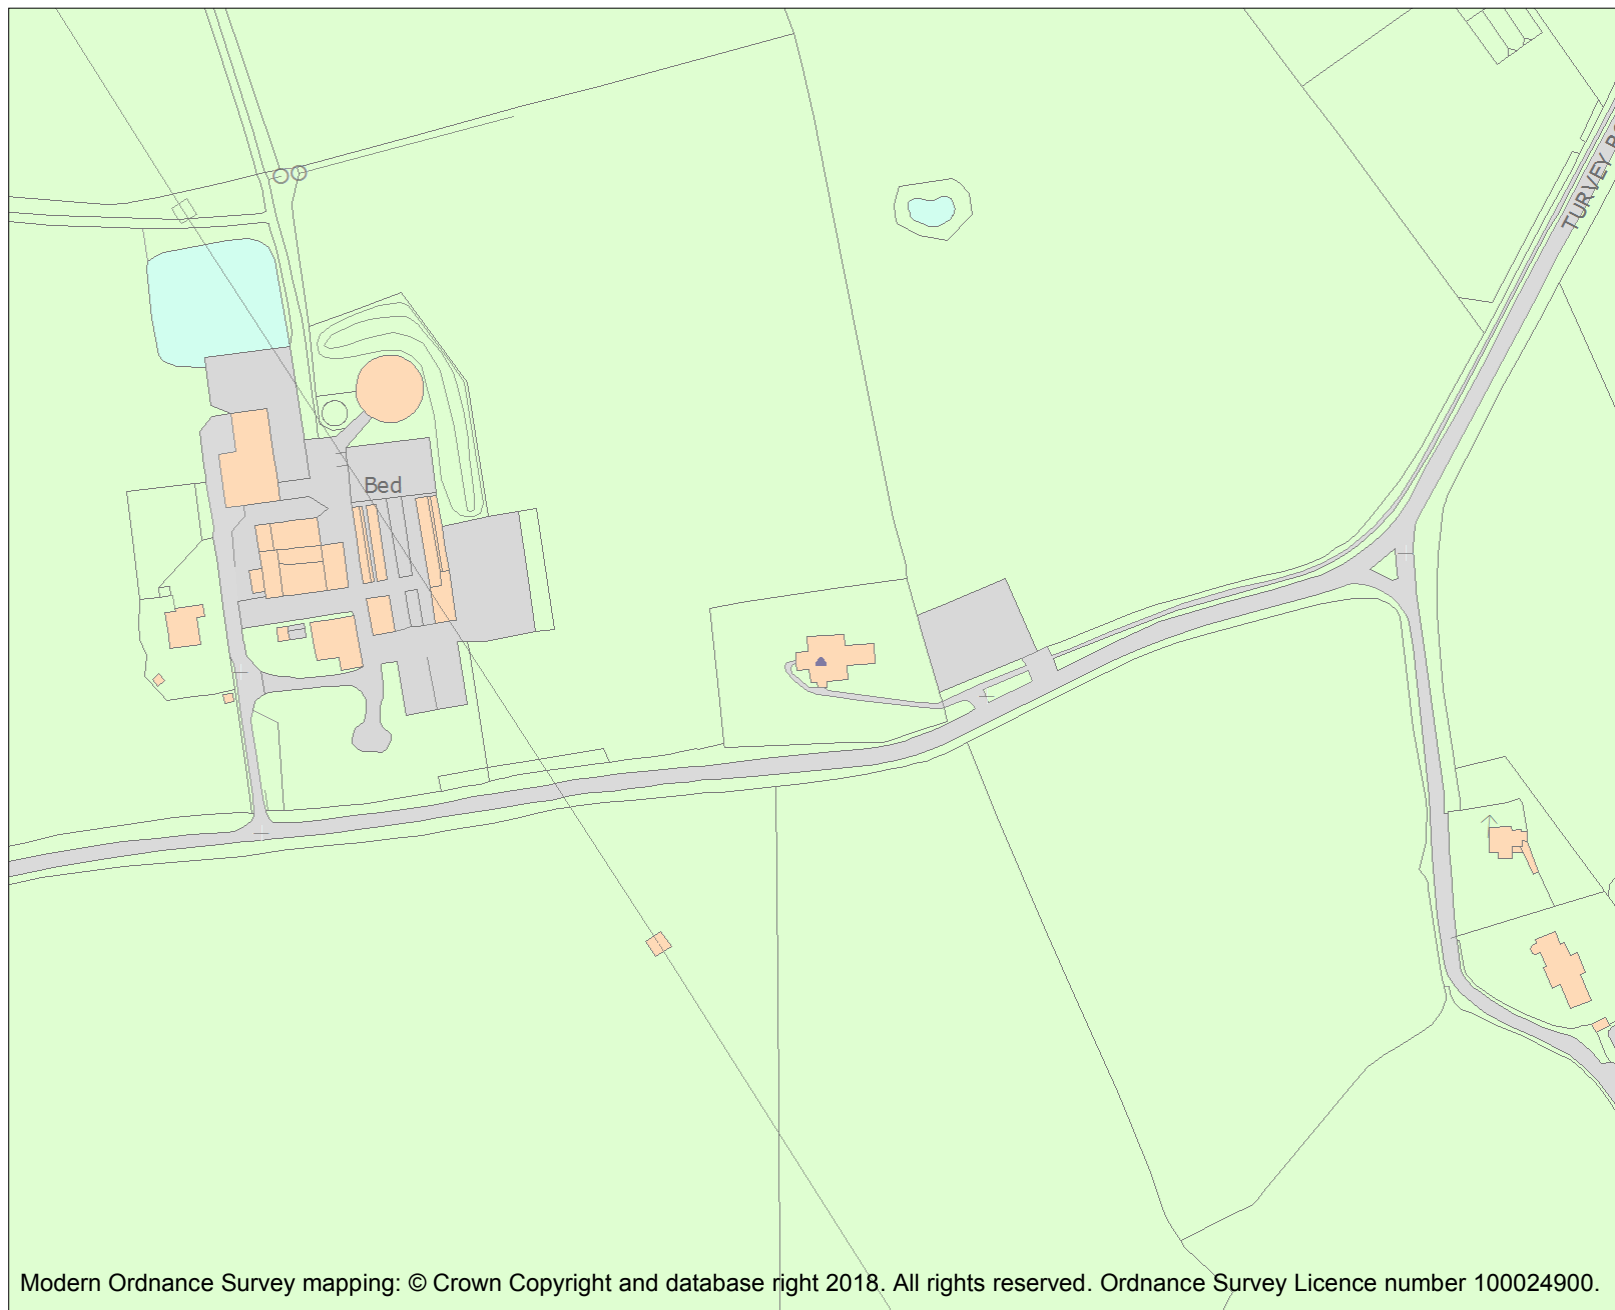 TURVEY
Bed
Modern Ordnance Survey mapping: © Crown Copyright and database right 2018. All rights reserved. Ordnance Survey Licence number 100024900.